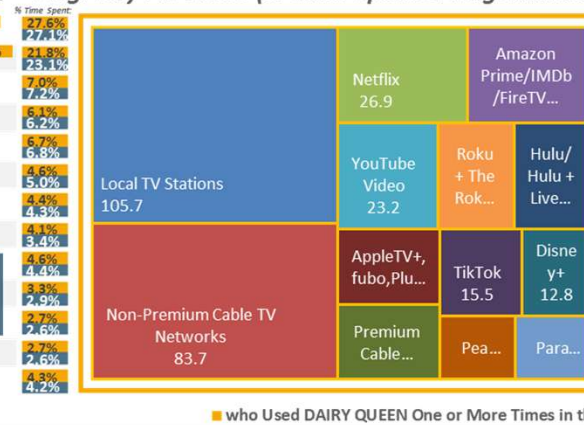 % Time Spent:
27.6%
27.1%
21.8%
23.1%
7.0%
7.2%
6.1%
6.2%
6.7%
6.8%
4.6%
5.0%
4.4%
4.3%
4.1%
3.4%
4.6%
4.4%
3.3%
2.9%
2.7%
2.6%
2.7%
2.6%
4.3%
4.2%
Local TV Stations
105.7
Non-Premium Cable TV
Networks
83.7
Netflix
26.9
Amazon
Prime/IMDb
/FireTV...
YouTube
Video
23.2
Roku
+ The
Rok...
Hulu/
Hulu +
Live...
AppleTV+,
fubo,Plu...
TikTok
15.5
Disne
y+
12.8
Premium
Cable...
Pea...
Para...
who Used DAIRY QUEEN One or More Times in